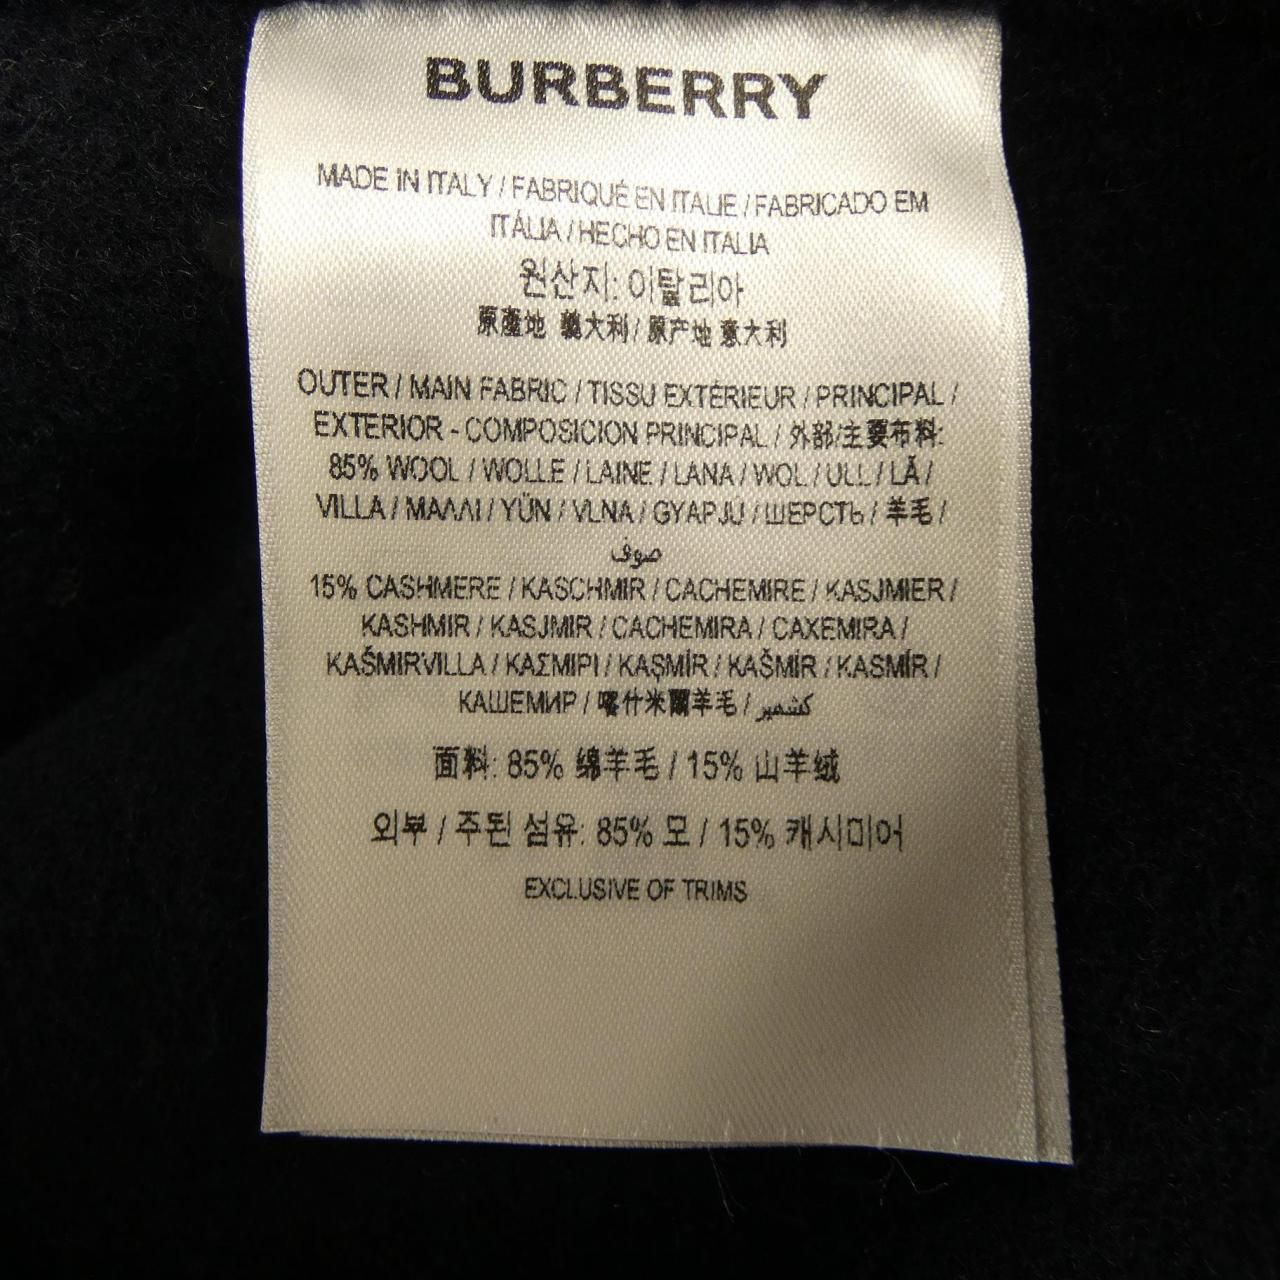 BURBERRY
MADE IN ITALY / FABRIQUÉ EN ITALIE / FABRICADO EM
ITÁLIA / HECHO EN ITALIA
원산지: 이탈리아
原產地 義大利 / 原产地 意大利
OUTER / MAIN FABRIC / TISSU EXTÉRIEUR / PRINCIPAL /
EXTERIOR - COMPOSICION PRINCIPAL / 外部/主要布料:
85% WOOL / WOLLE / LAINE / LANA / WOL / ULL / LÃ /
VILLA / ΜΑΛΛΙ / YÜN / VLNA / GYAPJU / ШЕРСТЬ / 羊毛 /
صوف
15% CASHMERE / KASCHMIR / CACHEMIRE / KASJMIER /
KASHMIR / KASJMIR / CACHEMIRA / CAXEMIRA /
KAŠMIRVILLA / ΚΑΣΜΙΡΙ / KAŞMİR / KAŠMÍR / KASMÍR /
КАШЕМИР / 喀什米爾羊毛 / كشمير
面料: 85% 绵羊毛 / 15% 山羊绒
외부 / 주된 섬유: 85% 모 / 15% 캐시미어
EXCLUSIVE OF TRIMS